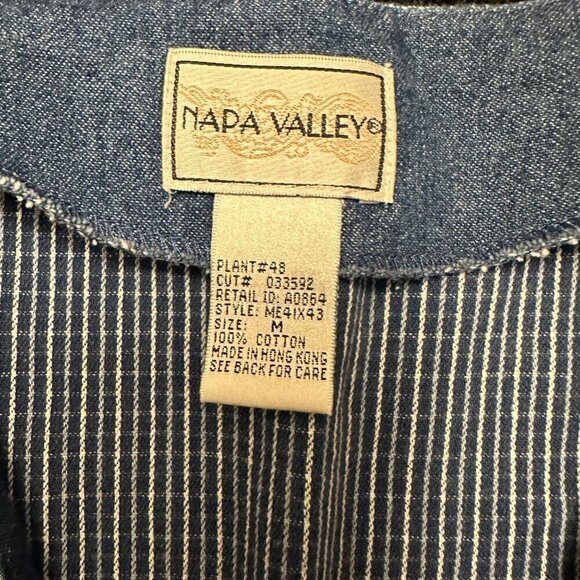 NAPA VALLEY®
PLANT#48
CUT# 033592
RETAIL ID: A0864
STYLE: ME41X43
SIZE: M
100% COTTON
MADE IN HONG KONG
SEE BACK FOR CARE